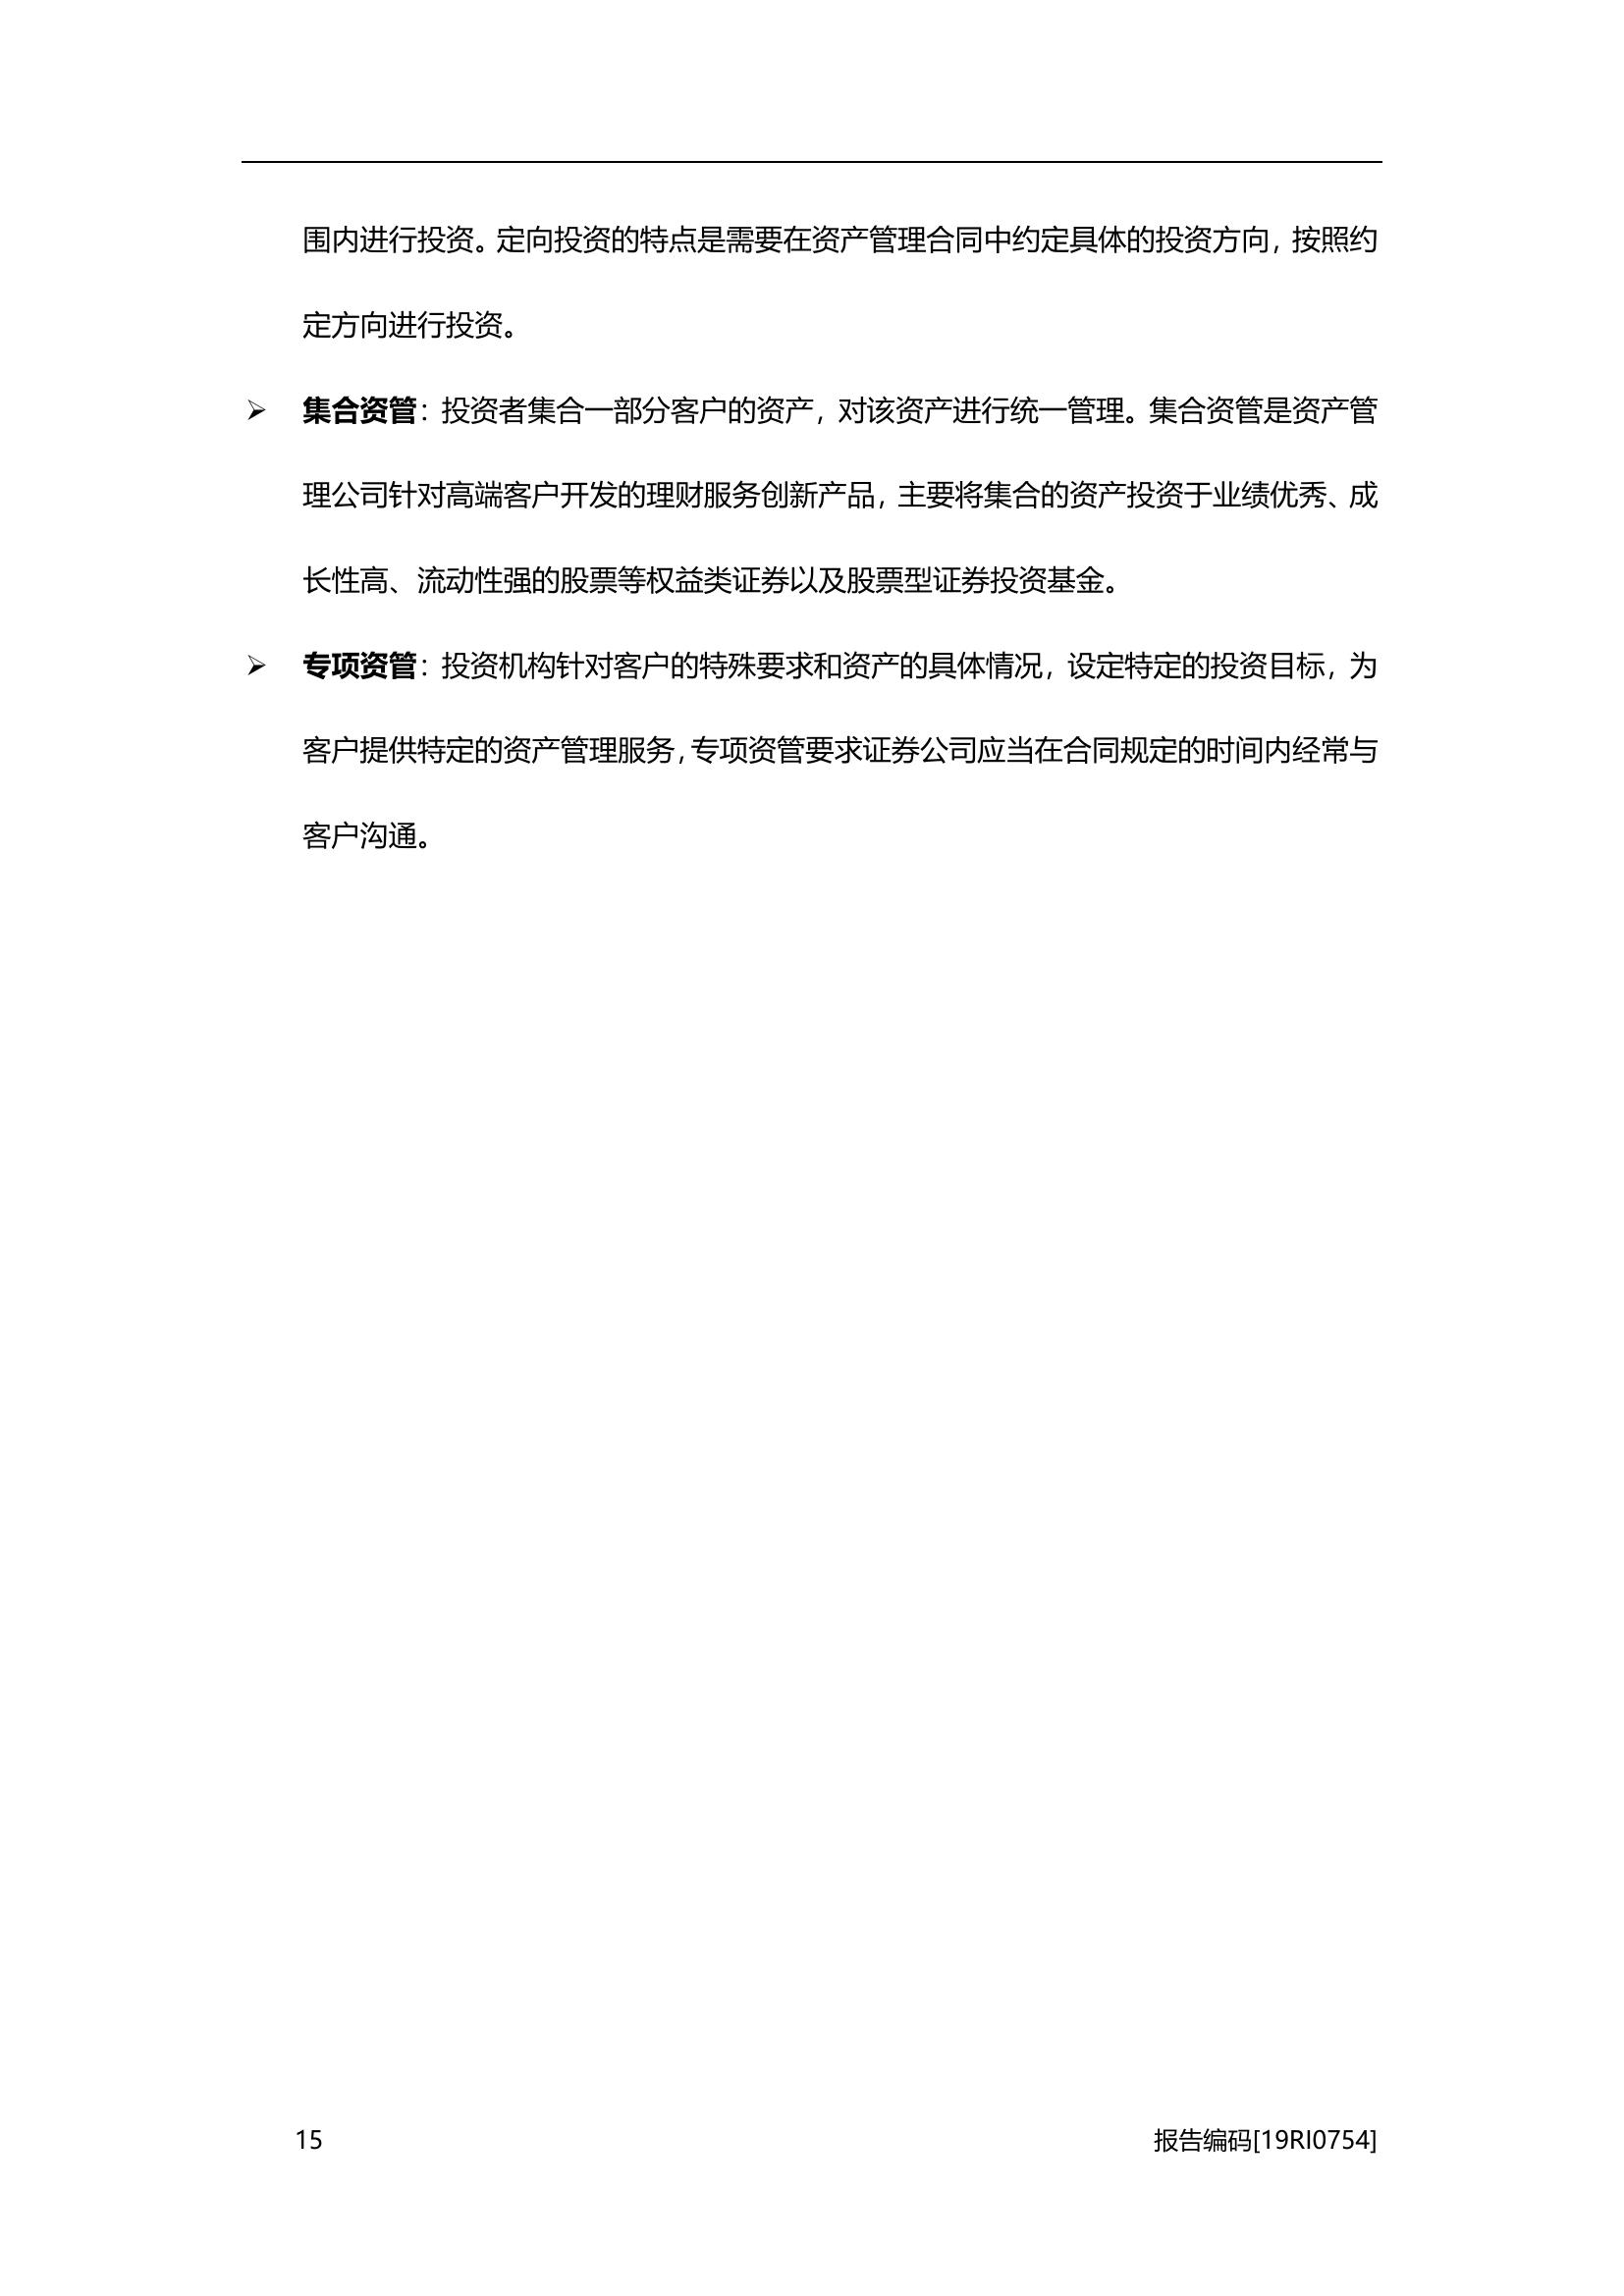 围内进行投资。定向投资的特点是需要在资产管理合同中约定具体的投资方向，按照约
定方向进行投资。
➢ 集合资管：投资者集合一部分客户的资产，对该资产进行统一管理。集合资管是资产管
理公司针对高端客户开发的理财服务创新产品，主要将集合的资产投资于业绩优秀、成
长性高、流动性强的股票等权益类证券以及股票型证券投资基金。
➢ 专项资管：投资机构针对客户的特殊要求和资产的具体情况，设定特定的投资目标，为
客户提供特定的资产管理服务，专项资管要求证券公司应当在合同规定的时间内经常与
客户沟通。
15 报告编码[19RI0754]